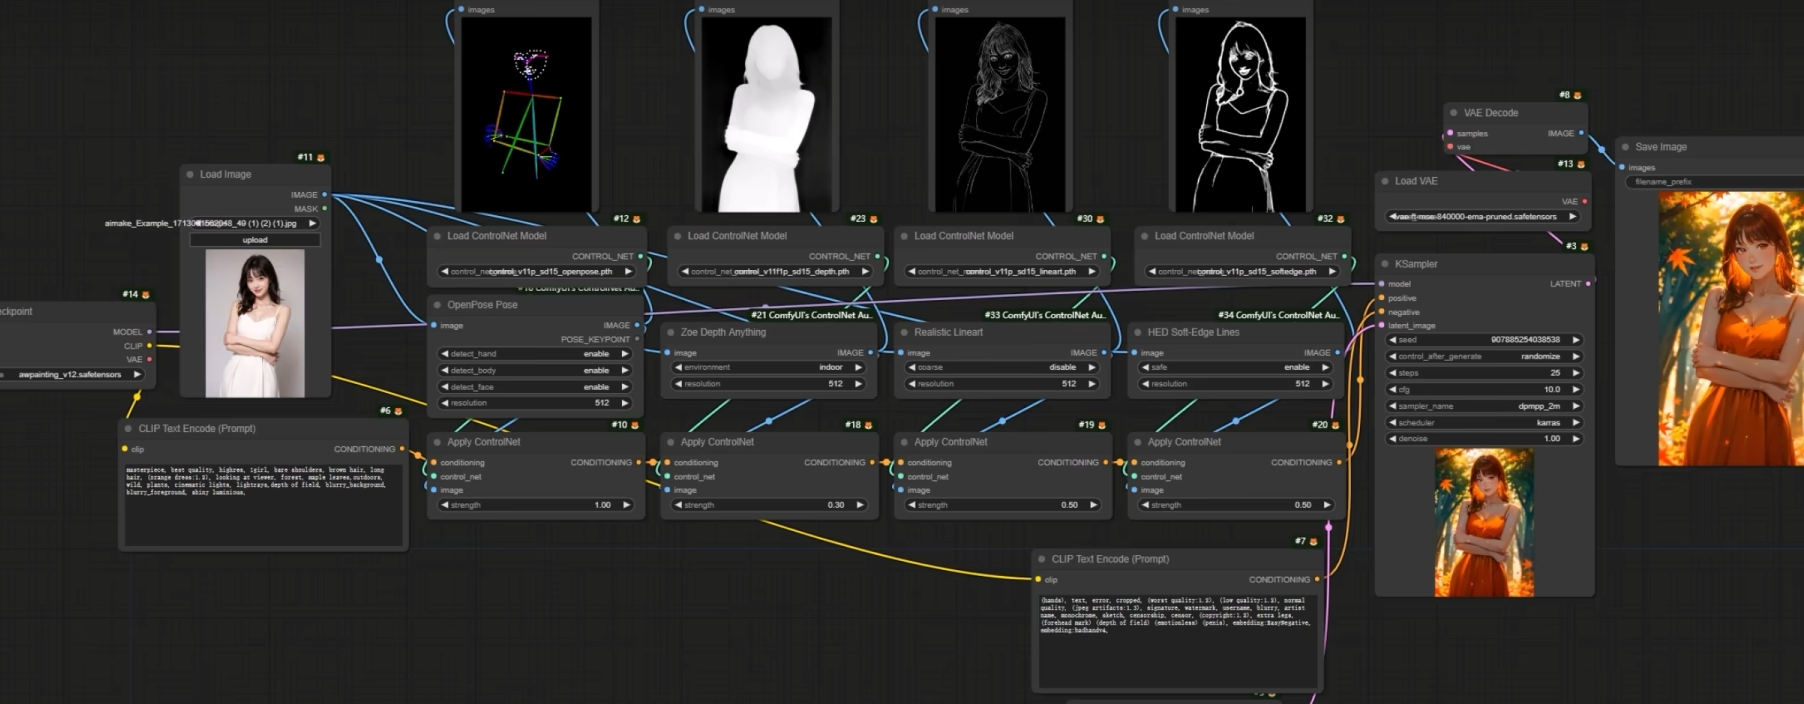 images
images
images
images
#8
VAE Decode
samples
IMAGE
vae
#13
Load VAE
VAE
840000-ema-pruned.safetensors
Save Image
images
filename_prefix
#11
Load Image
IMAGE
MASK
upload
#14
MODEL
CLIP
VAE
awpainting_v12.safetensors
#12
Load ControlNet Model
CONTROL_NET
control_v11p_sd15_openpose.pth
#23
Load ControlNet Model
CONTROL_NET
control_v11f1p_sd15_depth.pth
#30
Load ControlNet Model
CONTROL_NET
control_v11p_sd15_lineart.pth
#32
Load ControlNet Model
CONTROL_NET
control_v11p_sd15_softedge.pth
OpenPose Pose
image
IMAGE
POSE_KEYPOINT
detect_hand enable
detect_body enable
detect_face enable
resolution 512
#21 ComfyUI's ControlNet Au..
Zoe Depth Anything
image
IMAGE
environment indoor
resolution 512
#33 ComfyUI's ControlNet Au..
Realistic Lineart
image
IMAGE
coarse disable
resolution 512
#34 ComfyUI's ControlNet Au..
HED Soft-Edge Lines
image
IMAGE
safe enable
resolution 512
#3
KSampler
model
LATENT
positive
negative
latent_image
seed 907885254038538
control_after_generate randomize
steps 25
cfg 10.0
sampler_name dpmpp_2m
scheduler karras
denoise 1.00
#6
CLIP Text Encode (Prompt)
clip
CONDITIONING
masterpiece, best quality, highres, 1girl, bare shoulders, brown hair, long
hair, (orange dress:1.2), looking at viewer, forest, maple leaves,outdoors,
wild, plants, cinematic lights, lightrays,depth of field, blurry_background,
blurry_foreground, shiny luminious,
#10
Apply ControlNet
conditioning
CONDITIONING
control_net
image
strength 1.00
#18
Apply ControlNet
conditioning
CONDITIONING
control_net
image
strength 0.30
#19
Apply ControlNet
conditioning
CONDITIONING
control_net
image
strength 0.50
#20
Apply ControlNet
conditioning
CONDITIONING
control_net
image
strength 0.50
#7
CLIP Text Encode (Prompt)
clip
CONDITIONING
(hands), text, error, cropped, (worst quality:1.2), (low quality:1.2), normal
quality, (jpeg artifacts:1.3), signature, watermark, username, blurry, artist
name, monochrome, sketch, censorship, censor, (copyright:1.2), extra legs,
(forehead mark) (depth of field) (emotionless) (penis), embedding:EasyNegative,
embedding:badhandv4,